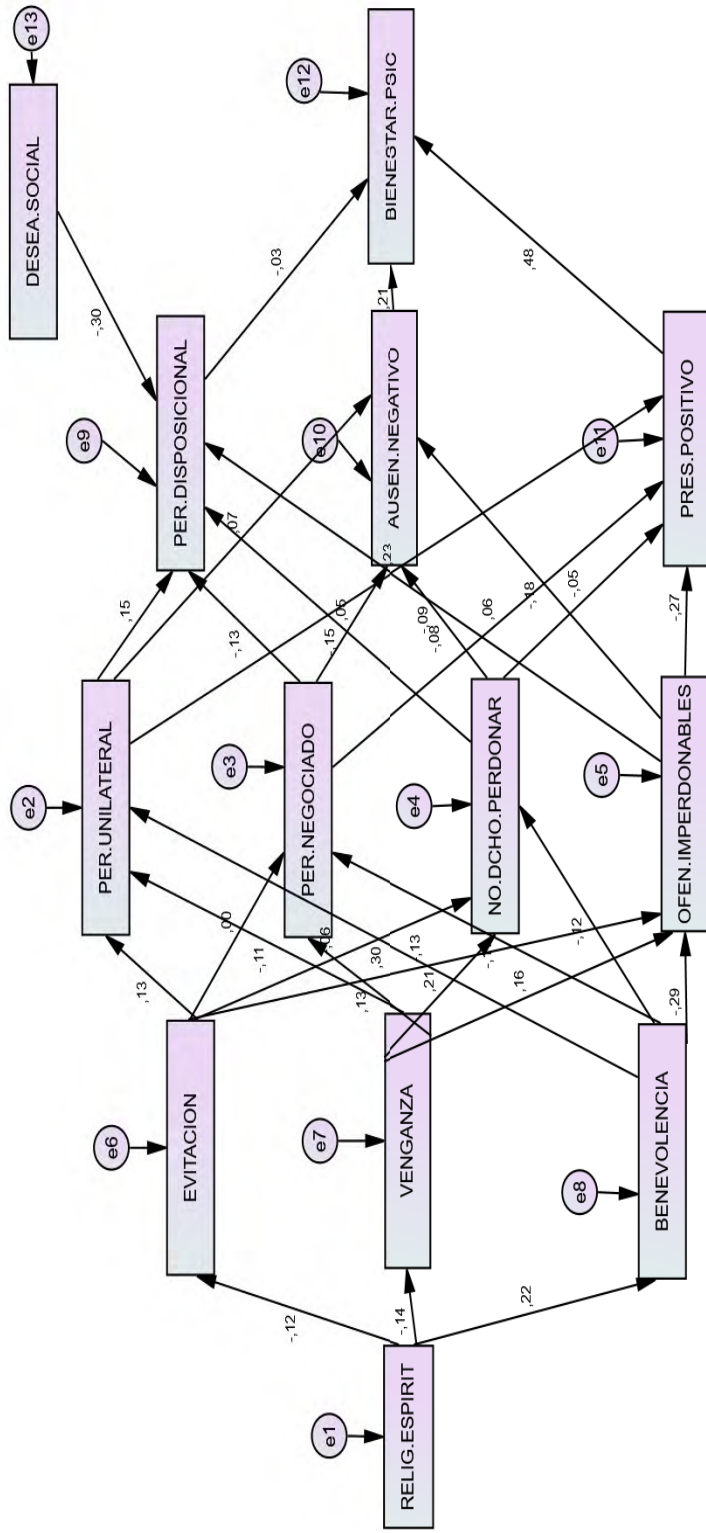 e13
DESEA.SOCIAL
e12
BIENESTAR.PSIC
-,30
-,03
,21
,48
e9
PER.DISPOSICIONAL
e10
AUSEN.NEGATIVO
e11
PRES.POSITIVO
,15
,07
-,13
-,15
,05
,23
-,09
-,08
,06
-,18
-,05
-,27
e2
PER.UNILATERAL
e3
PER.NEGOCIADO
e4
NO.DCHO.PERDONAR
e5
OFEN.IMPERDONABLES
,13
,00
-,11
,06
,13
,30
-,13
,21
-,
,16
-,12
-,29
e6
EVITACION
e7
VENGANZA
e8
BENEVOLENCIA
-,12
-,14
,22
e1
RELIG.ESPIRIT